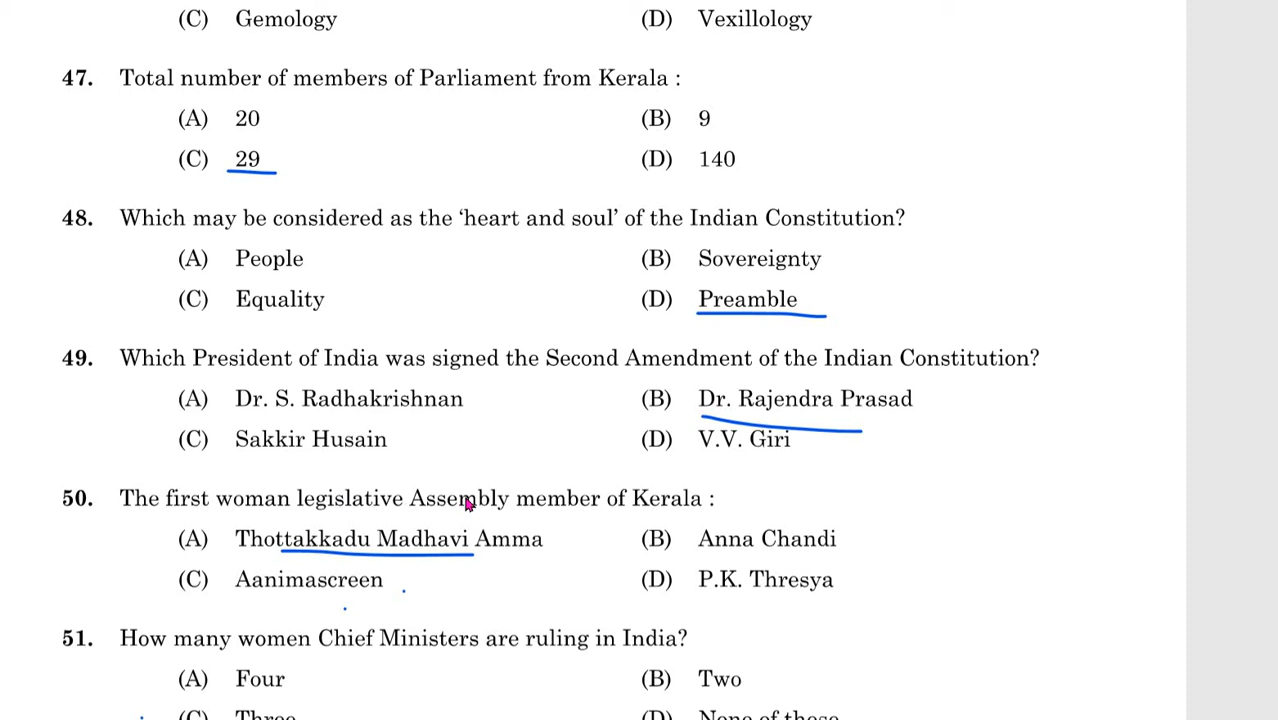 (C) Gemology (D) Vexillology
47. Total number of members of Parliament from Kerala :
(A) 20 (B) 9
(C) 29 (D) 140
48. Which may be considered as the ‘heart and soul’ of the Indian Constitution?
(A) People (B) Sovereignty
(C) Equality (D) Preamble
49. Which President of India was signed the Second Amendment of the Indian Constitution?
(A) Dr. S. Radhakrishnan (B) Dr. Rajendra Prasad
(C) Sakkir Husain (D) V.V. Giri
50. The first woman legislative Assembly member of Kerala :
(A) Thottakkadu Madhavi Amma (B) Anna Chandi
(C) Aanimascreen (D) P.K. Thresya
51. How many women Chief Ministers are ruling in India?
(A) Four (B) Two
(C) Three (D) None of these